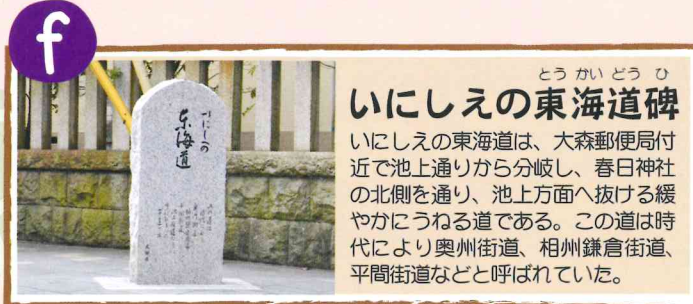 f
とうかいどうひ
いにしえの東海道碑
いにしえの
東海道
いにしえの東海道は、大森郵便局付
近で池上通りから分岐し、春日神社
の北側を通り、池上方面へ抜ける緩
やかにうねる道である。この道は時
代により奥州街道、相州鎌倉街道、
平間街道などと呼ばれていた。